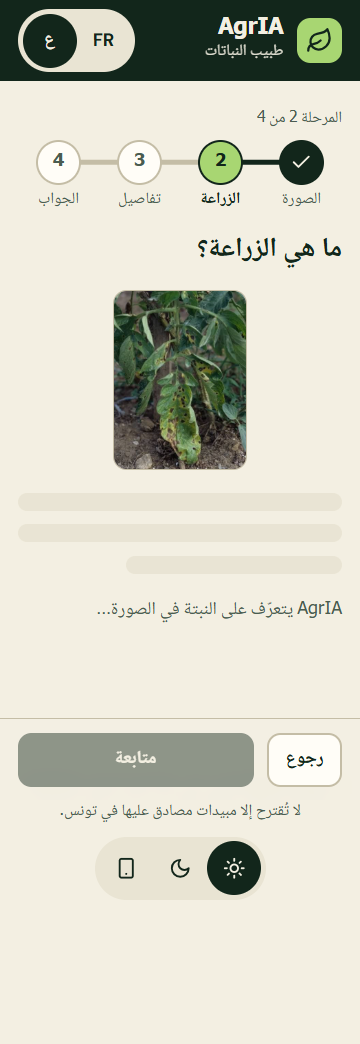 AgrIA
طبيب النباتات
FR
ع
المرحلة 2 من 4
2
3
4
الصورة
الزراعة
تفاصيل
الجواب
ما هي الزراعة؟
AgrIA يتعرّف على النبتة في الصورة...
رجوع
متابعة
لا تُقترح إلا مبيدات مصادق عليها في تونس.